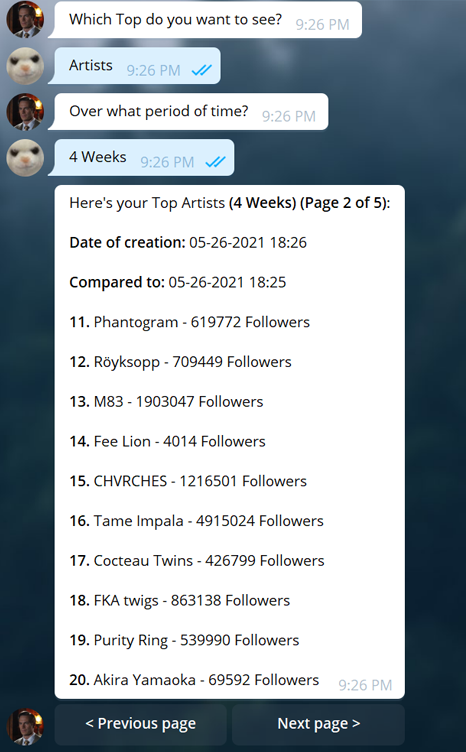 Which Top do you want to see? 9:26 PM
Artists 9:26 PM
Over what period of time? 9:26 PM
4 Weeks 9:26 PM
Here's your Top Artists (4 Weeks) (Page 2 of 5):
Date of creation: 05-26-2021 18:26
Compared to: 05-26-2021 18:25
11. Phantogram - 619772 Followers
12. Röyksopp - 709449 Followers
13. M83 - 1903047 Followers
14. Fee Lion - 4014 Followers
15. CHVRCHES - 1216501 Followers
16. Tame Impala - 4915024 Followers
17. Cocteau Twins - 426799 Followers
18. FKA twigs - 863138 Followers
19. Purity Ring - 539990 Followers
20. Akira Yamaoka - 69592 Followers 9:26 PM
< Previous page Next page >